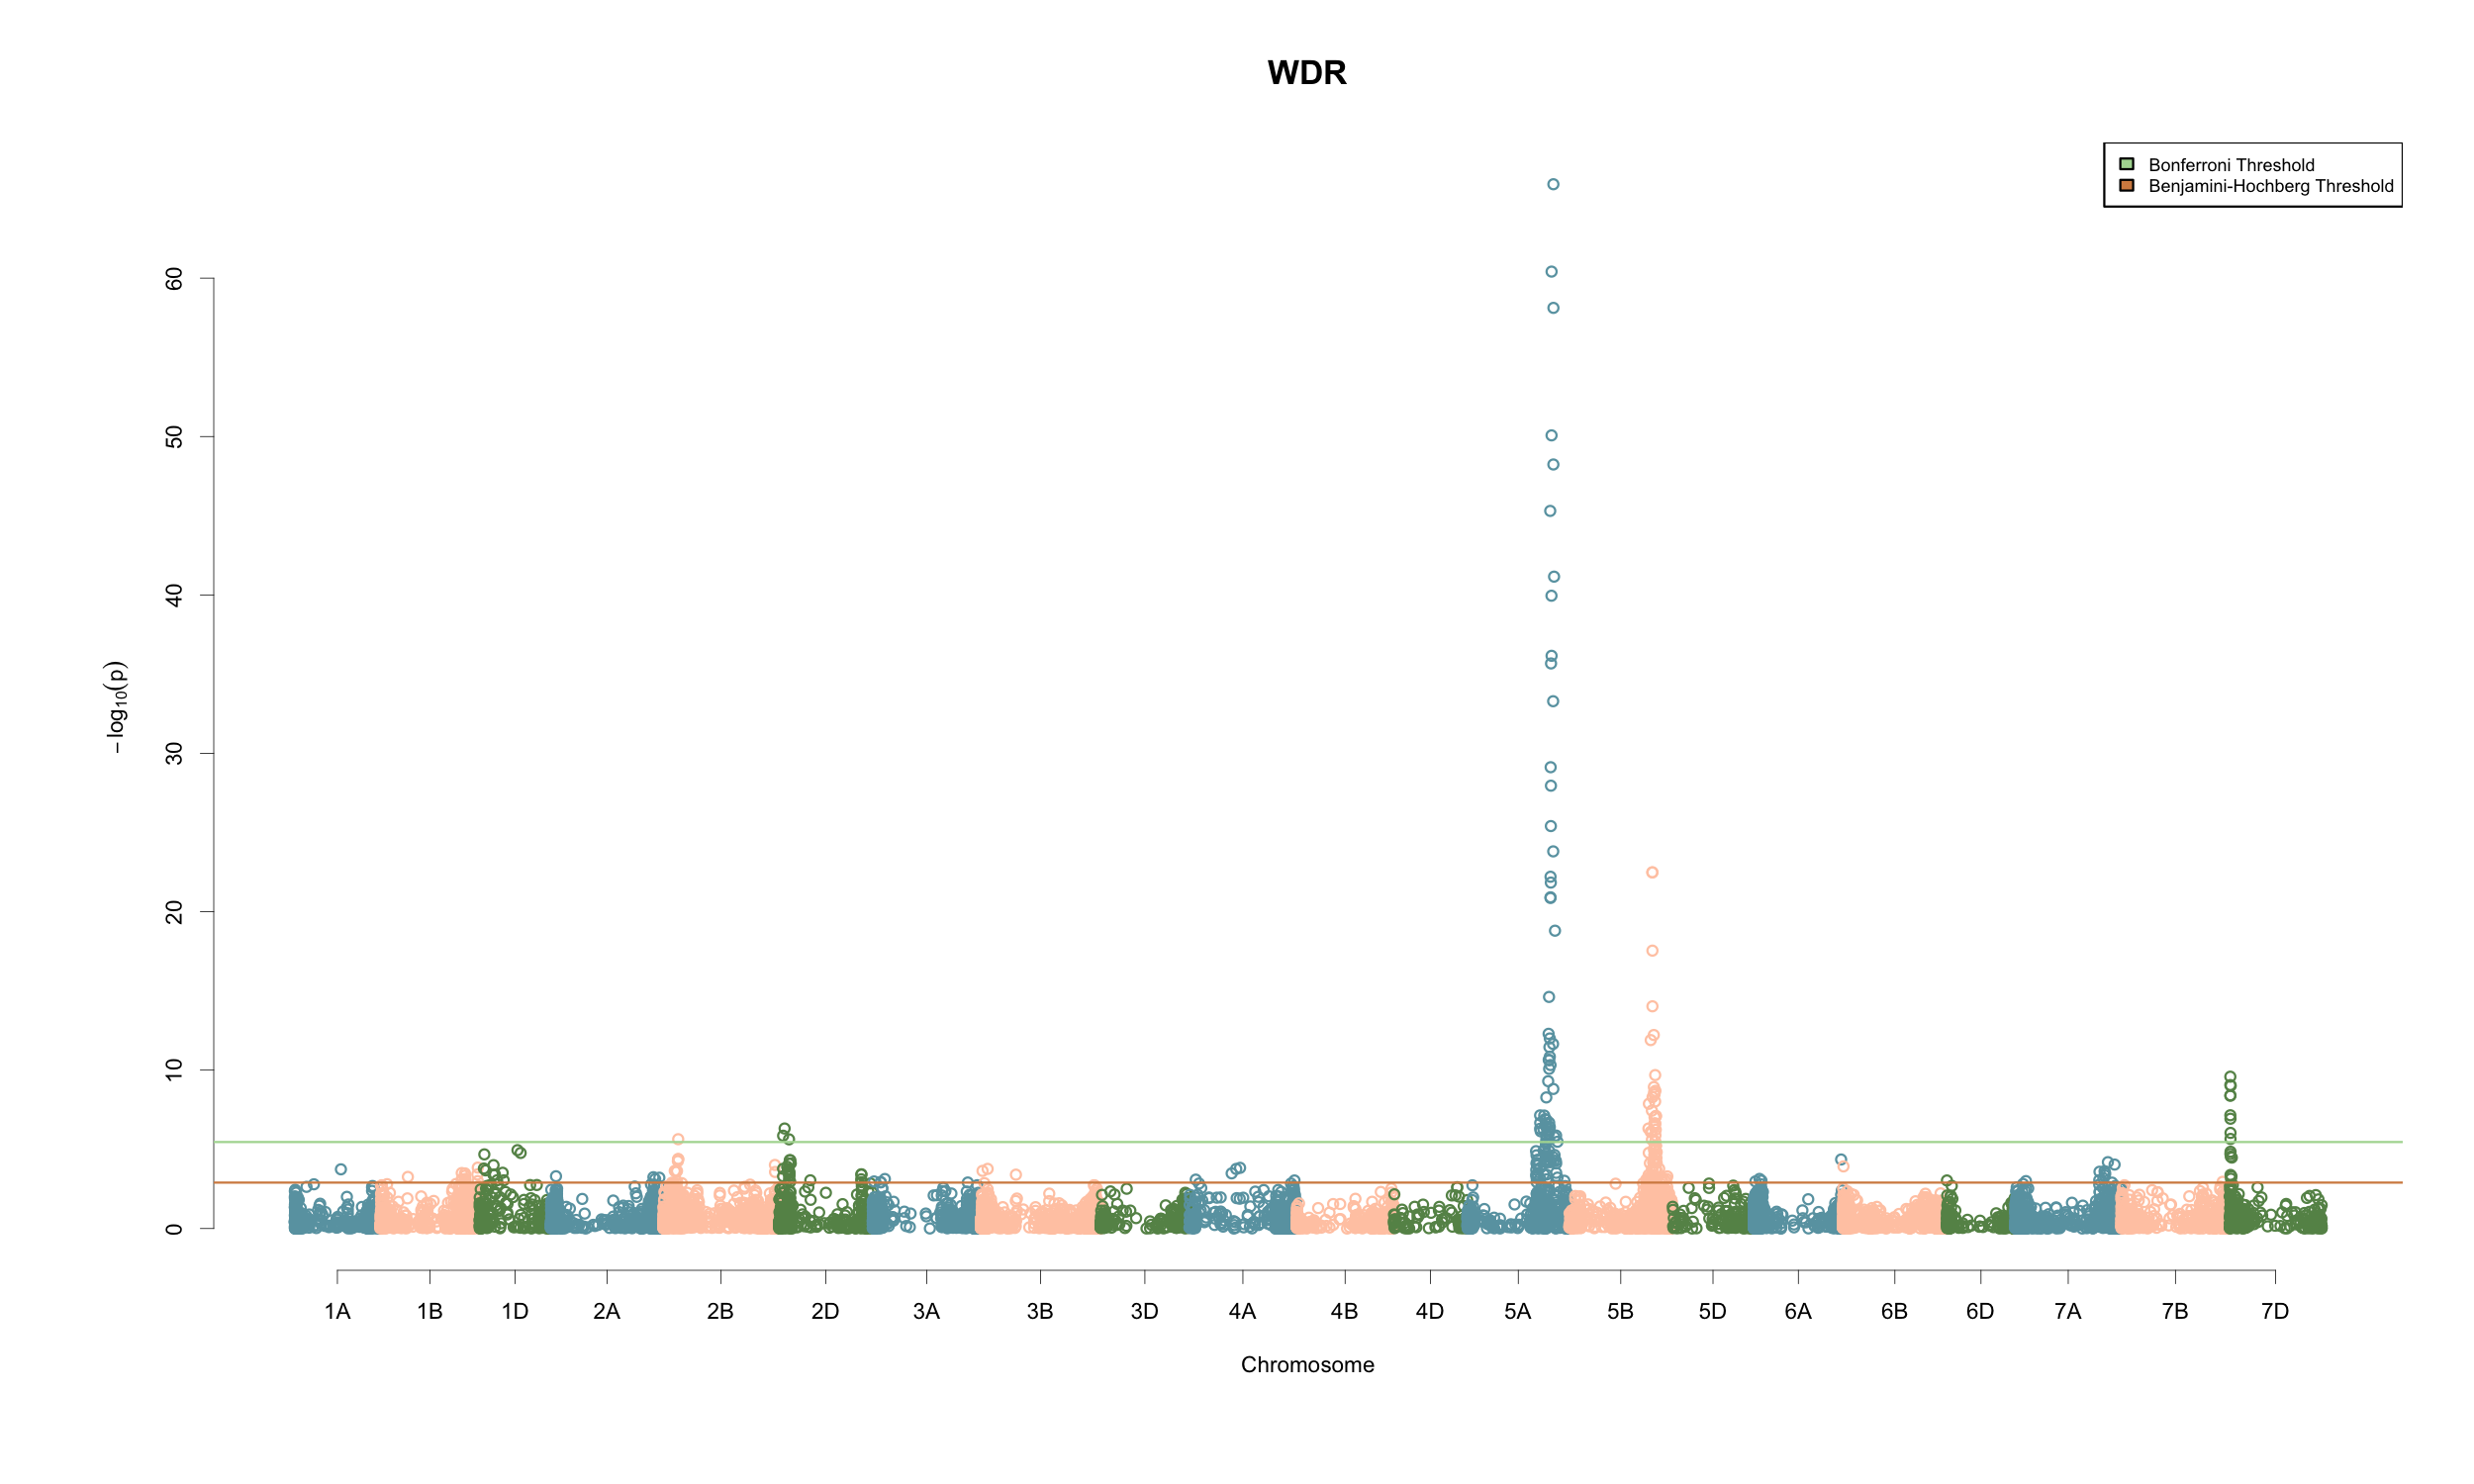 WDR
Bonferroni Threshold
Benjamini-Hochberg Threshold
60
50
40
30
20
10
0
−log10(p)
1A 1B 1D 2A 2B 2D 3A 3B 3D 4A 4B 4D 5A 5B 5D 6A 6B 6D 7A 7B 7D
Chromosome